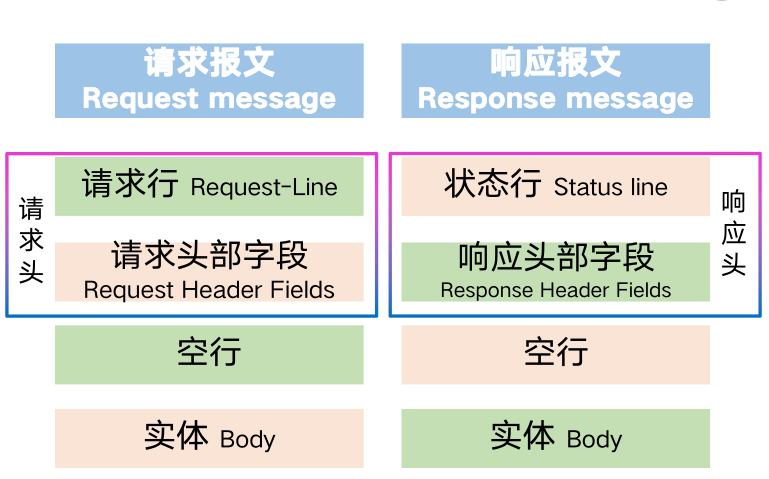 请求报文
Request message
响应报文
Response message
请求头
请求行 Request-Line
请求头部字段
Request Header Fields
空行
实体 Body
状态行 Status line
响应头部字段
Response Header Fields
响应头
空行
实体 Body